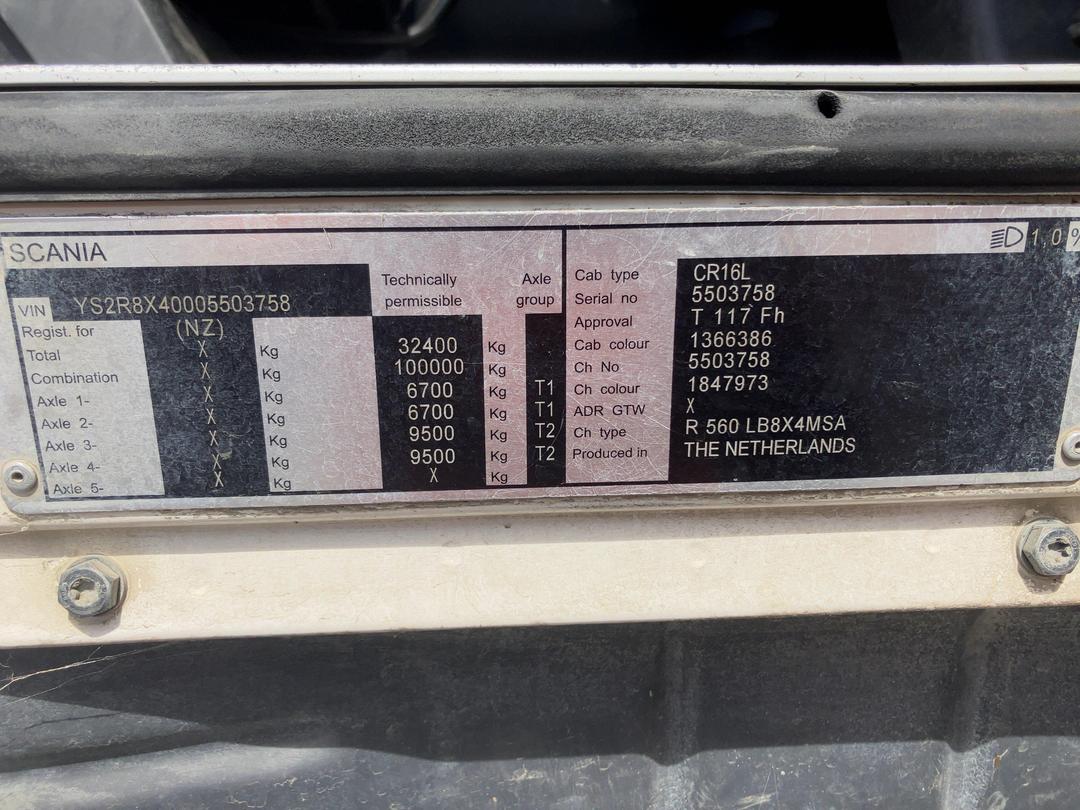 SCANIA
1,0%
VIN YS2R8X40005503758
Regist. for (NZ)
Technically permissible Axle group
Total X Kg 32400 Kg
Combination X Kg 100000 Kg
Axle 1- X Kg 6700 Kg T1
Axle 2- X Kg 6700 Kg T1
Axle 3- X Kg 9500 Kg T2
Axle 4- X Kg 9500 Kg T2
Axle 5- X Kg X Kg
Cab type CR16L
Serial no 5503758
Approval T 117 Fh
Cab colour 1366386
Ch No 5503758
Ch colour 1847973
ADR GTW X
Ch type R 560 LB8X4MSA
Produced in THE NETHERLANDS